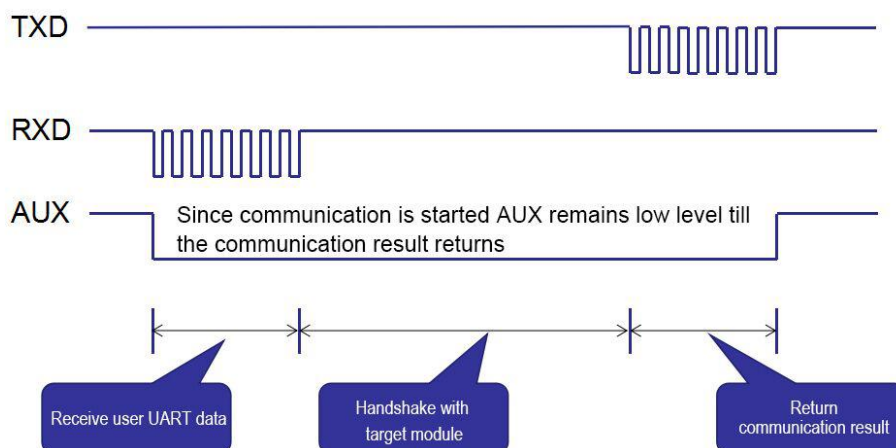 TXD
RXD
AUX
Since communication is started AUX remains low level till
the communication result returns
Receive user UART data
Handshake with
target module
Return
communication result